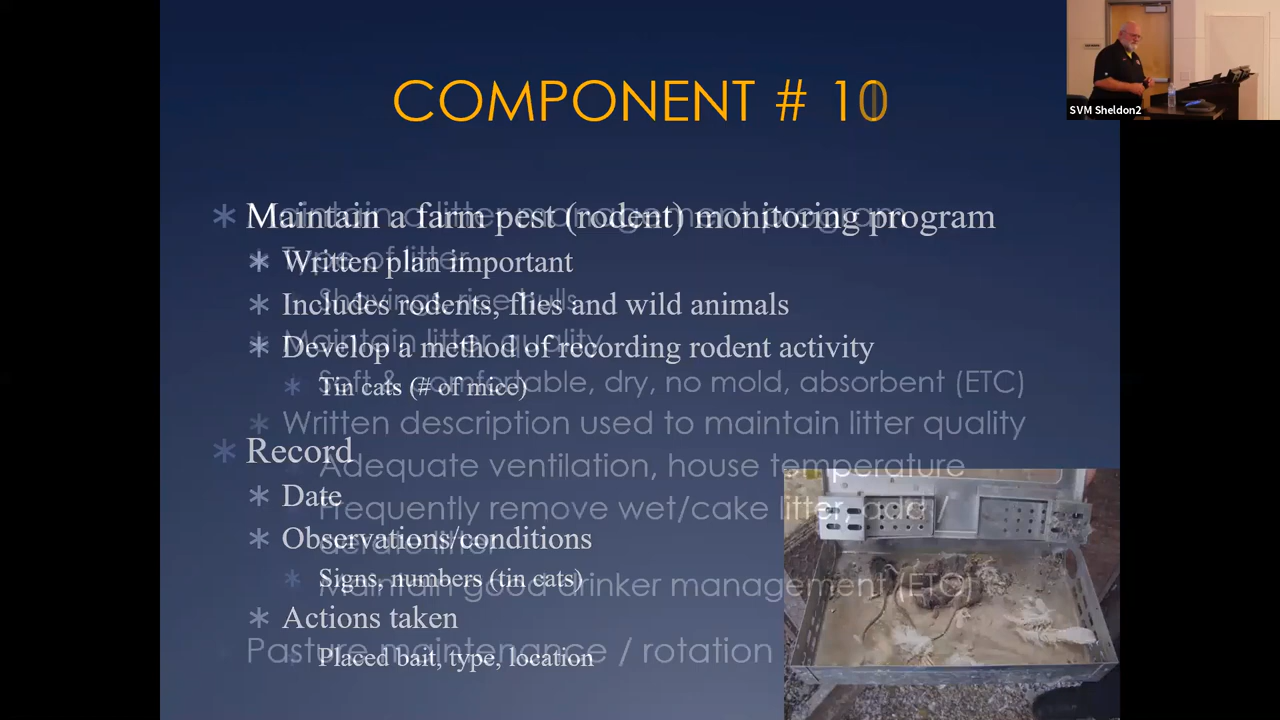 COMPONENT # 10
SVM Sheldon2
Maintain a farm pest (rodent) monitoring program
Maintain a litter management program
Written plan important
Type of litter
Includes rodents, flies and wild animals
Shavings, rice hulls
Develop a method of recording rodent activity
Maintain litter quality
Tin cats (# of mice)
Soft & comfortable, dry, no mold, absorbent (ETC)
Written description used to maintain litter quality
Record
Adequate ventilation, house temperature
Date
Frequently remove wet/cake litter, add /
Observations/conditions
aerate litter
Signs, numbers (tin cats)
Maintain good drinker management (ETC)
Actions taken
Pasture maintenance / rotation
Placed bait, type, location